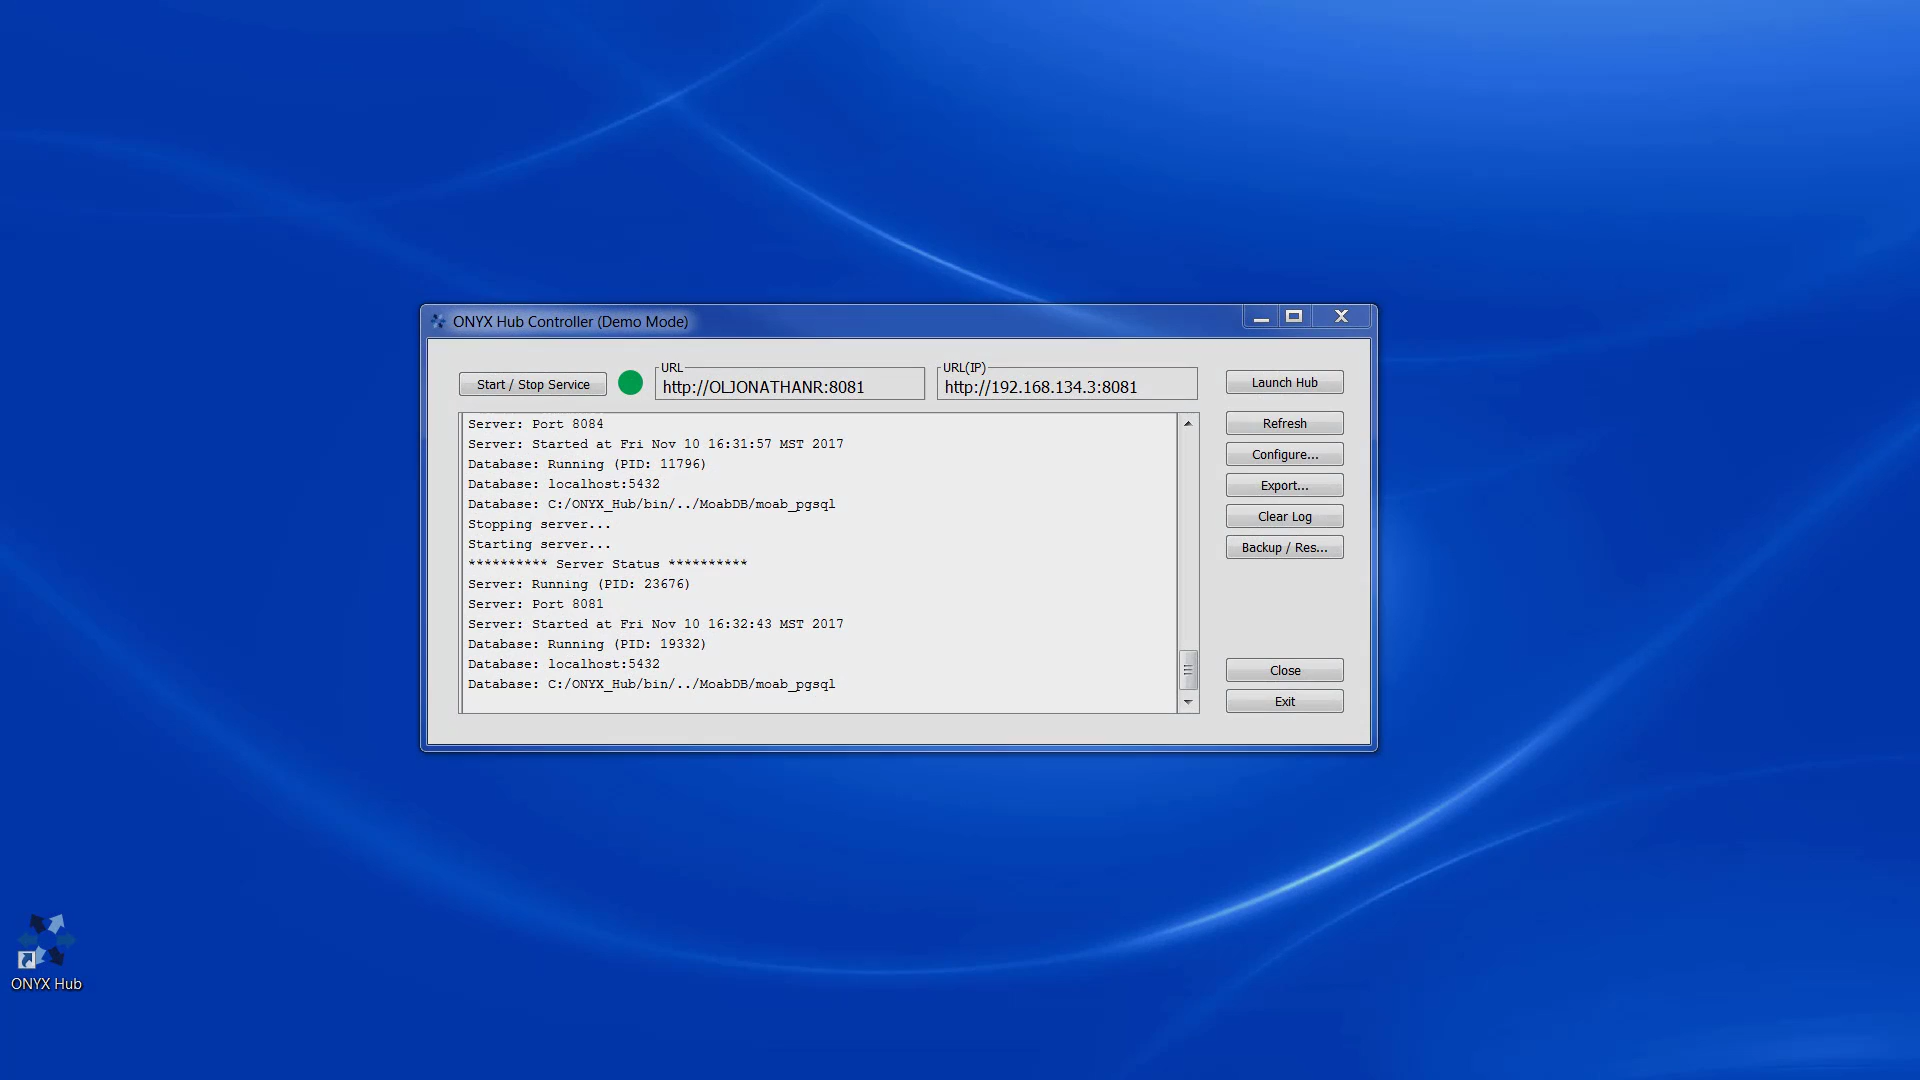 ONYX Hub Controller (Demo Mode)
Start / Stop Service
URL
http://OLJONATHANR:8081
URL(IP)
http://192.168.134.3:8081
Launch Hub
Server: Port 8084
Server: Started at Fri Nov 10 16:31:57 MST 2017
Database: Running (PID: 11796)
Database: localhost:5432
Database: C:/ONYX_Hub/bin/../MoabDB/moab_pgsql
Stopping server...
Starting server...
********** Server Status **********
Server: Running (PID: 23676)
Server: Port 8081
Server: Started at Fri Nov 10 16:32:43 MST 2017
Database: Running (PID: 19332)
Database: localhost:5432
Database: C:/ONYX_Hub/bin/../MoabDB/moab_pgsql
Refresh
Configure...
Export...
Clear Log
Backup / Res...
Close
Exit
ONYX Hub